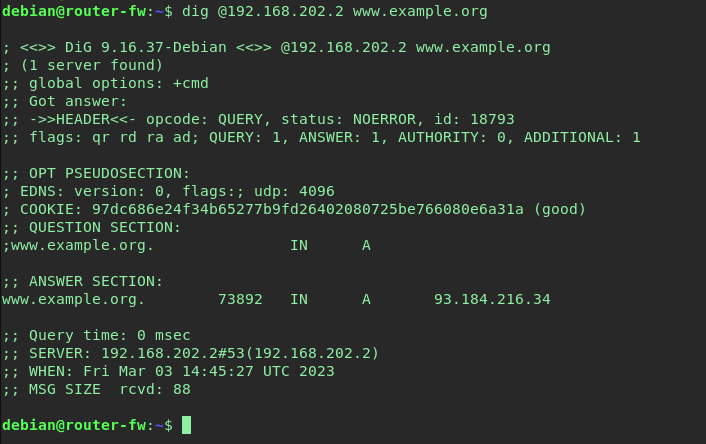 debian@router-fw:~$ dig @192.168.202.2 www.example.org

; <<>> DiG 9.16.37-Debian <<>> @192.168.202.2 www.example.org
; (1 server found)
;; global options: +cmd
;; Got answer:
;; ->>HEADER<<- opcode: QUERY, status: NOERROR, id: 18793
;; flags: qr rd ra ad; QUERY: 1, ANSWER: 1, AUTHORITY: 0, ADDITIONAL: 1

;; OPT PSEUDOSECTION:
; EDNS: version: 0, flags:; udp: 4096
; COOKIE: 97dc686e24f34b65277b9fd26402080725be766080e6a31a (good)
;; QUESTION SECTION:
;www.example.org.               IN      A

;; ANSWER SECTION:
www.example.org.        73892   IN      A       93.184.216.34

;; Query time: 0 msec
;; SERVER: 192.168.202.2#53(192.168.202.2)
;; WHEN: Fri Mar 03 14:45:27 UTC 2023
;; MSG SIZE  rcvd: 88

debian@router-fw:~$